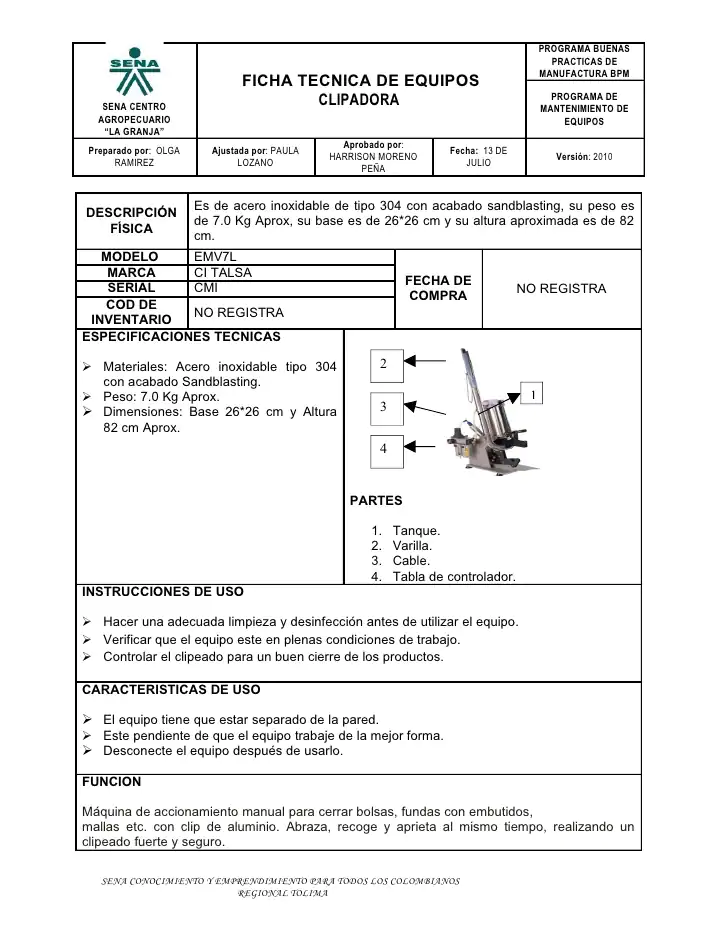 SENA
SENA CENTRO
AGROPECUARIO
“LA GRANJA”
FICHA TECNICA DE EQUIPOS
CLIPADORA
PROGRAMA BUENAS
PRACTICAS DE
MANUFACTURA BPM
PROGRAMA DE
MANTENIMIENTO DE
EQUIPOS
Preparado por: OLGA
RAMIREZ
Ajustada por: PAULA
LOZANO
Aprobado por:
HARRISON MORENO
PEÑA
Fecha: 13 DE
JULIO
Versión: 2010
DESCRIPCIÓN
FÍSICA
Es de acero inoxidable de tipo 304 con acabado sandblasting, su peso es
de 7.0 Kg Aprox, su base es de 26*26 cm y su altura aproximada es de 82
cm.
MODELO
EMV7L
MARCA
CI TALSA
SERIAL
CMI
COD DE
INVENTARIO
NO REGISTRA
FECHA DE
COMPRA
NO REGISTRA
ESPECIFICACIONES TECNICAS
➢ Materiales: Acero inoxidable tipo 304
con acabado Sandblasting.
➢ Peso: 7.0 Kg Aprox.
➢ Dimensiones: Base 26*26 cm y Altura
82 cm Aprox.
2
1
3
4
PARTES
1. Tanque.
2. Varilla.
3. Cable.
4. Tabla de controlador.
INSTRUCCIONES DE USO
➢ Hacer una adecuada limpieza y desinfección antes de utilizar el equipo.
➢ Verificar que el equipo este en plenas condiciones de trabajo.
➢ Controlar el clipeado para un buen cierre de los productos.
CARACTERISTICAS DE USO
➢ El equipo tiene que estar separado de la pared.
➢ Este pendiente de que el equipo trabaje de la mejor forma.
➢ Desconecte el equipo después de usarlo.
FUNCION
Máquina de accionamiento manual para cerrar bolsas, fundas con embutidos,
mallas etc. con clip de aluminio. Abraza, recoge y aprieta al mismo tiempo, realizando un
clipeado fuerte y seguro.
SENA CONOCIMIENTO Y EMPRENDIMIENTO PARA TODOS LOS COLOMBIANOS
REGIONAL TOLIMA